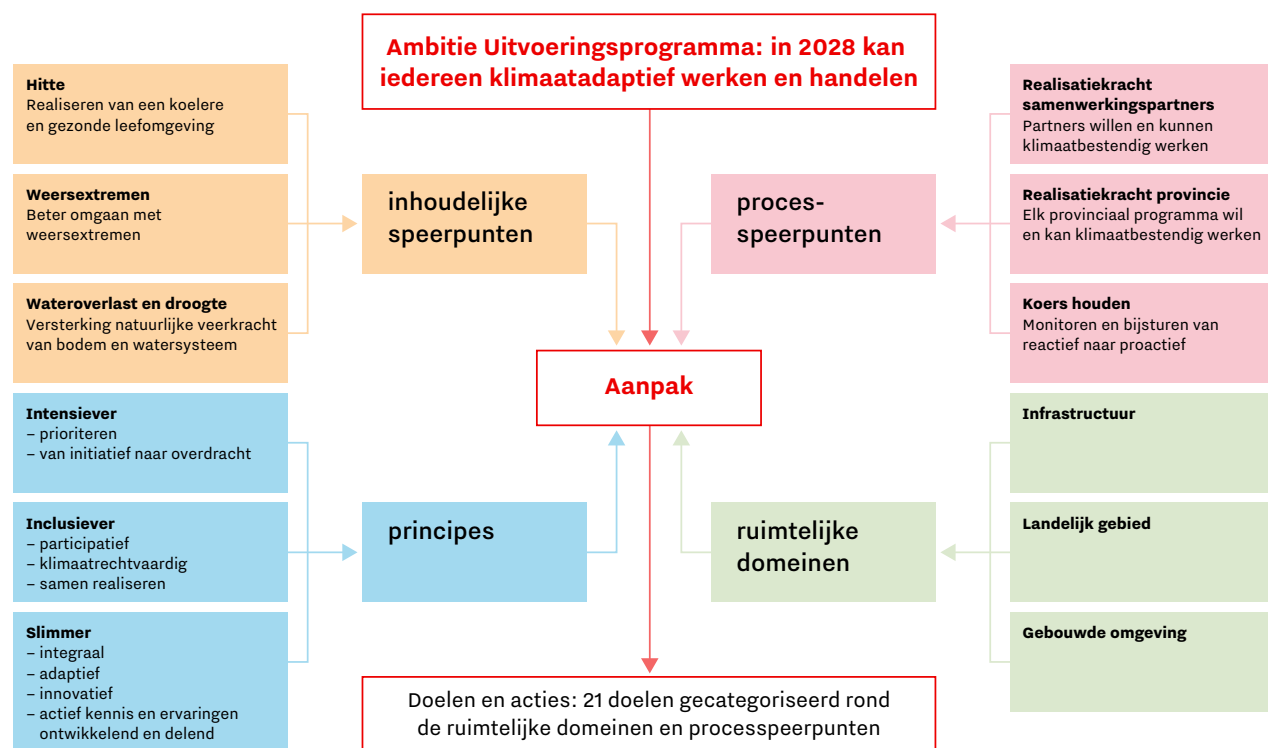 Ambitie Uitvoeringsprogramma: in 2028 kan
iedereen klimaatadaptief werken en handelen
Hitte
Realiseren van een koelere
en gezonde leefomgeving
Weersextremen
Beter omgaan met
weersextremen
Wateroverlast en droogte
Versterking natuurlijke veerkracht
van bodem en watersysteem
inhoudelijke
speerpunten
proces-
speerpunten
Realisatiekracht
samenwerkingspartners
Partners willen en kunnen
klimaatbestendig werken
Realisatiekracht provincie
Elk provinciaal programma wil
en kan klimaatbestendig werken
Koers houden
Monitoren en bijsturen van
reactief naar proactief
Aanpak
Intensiever
– prioriteren
– van initiatief naar overdracht
Inclusiever
– participatief
– klimaatrechtvaardig
– samen realiseren
Slimmer
– integraal
– adaptief
– innovatief
– actief kennis en ervaringen
ontwikkelend en delend
principes
ruimtelijke
domeinen
Infrastructuur
Landelijk gebied
Gebouwde omgeving
Doelen en acties: 21 doelen gecategoriseerd rond
de ruimtelijke domeinen en processpeerpunten